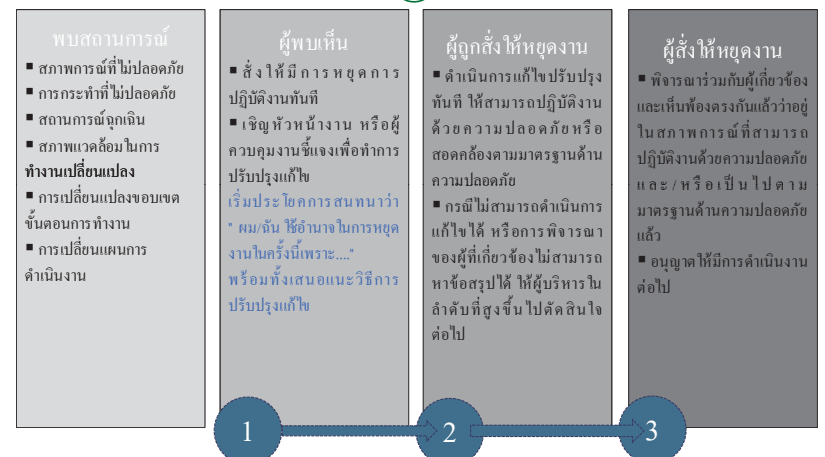 พบสถานการณ์
■ สภาพการณ์ที่ไม่ปลอดภัย
■ การกระทำที่ไม่ปลอดภัย
■ สถานการณ์ฉุกเฉิน
■ สภาพแวดล้อมในการ
ทำงานเปลี่ยนแปลง
■ การเปลี่ยนแปลงขอบเขต
ขั้นตอนการทำงาน
■ การเปลี่ยนแผนการ
ดำเนินงาน
ผู้พบเห็น
■ สั่งให้มีการหยุดการ
ปฏิบัติงานทันที
■ เชิญหัวหน้างาน หรือผู้
ควบคุมงานชี้แจงเพื่อทำการ
ปรับปรุงแก้ไข
เริ่มประโยคการสนทนาว่า
" ผม/ฉัน ใช้อำนาจในการหยุด
งานในครั้งนี้เพราะ...."
พร้อมทั้งเสนอแนะวิธีการ
ปรับปรุงแก้ไข
ผู้ถูกสั่งให้หยุดงาน
■ ดำเนินการแก้ไขปรับปรุง
ทันที ให้สามารถปฏิบัติงาน
ด้วยความปลอดภัยหรือ
สอดคล้องตามมาตรฐานด้าน
ความปลอดภัย
■ กรณีไม่สามารถดำเนินการ
แก้ไขได้ หรือการพิจารณา
ของผู้ที่เกี่ยวข้องไม่สามารถ
หาข้อสรุปได้ ให้ผู้บริหารใน
ลำดับที่สูงขึ้นไปตัดสินใจ
ต่อไป
ผู้สั่งให้หยุดงาน
■ พิจารณาร่วมกับผู้เกี่ยวข้อง
และเห็นพ้องตรงกันแล้วว่าอยู่
ในสภาพการณ์ที่สามารถ
ปฏิบัติงานด้วยความปลอดภัย
และ/หรือเป็นไปตาม
มาตรฐานด้านความปลอดภัย
แล้ว
■ อนุญาตให้มีการดำเนินงาน
ต่อไป
1
2
3